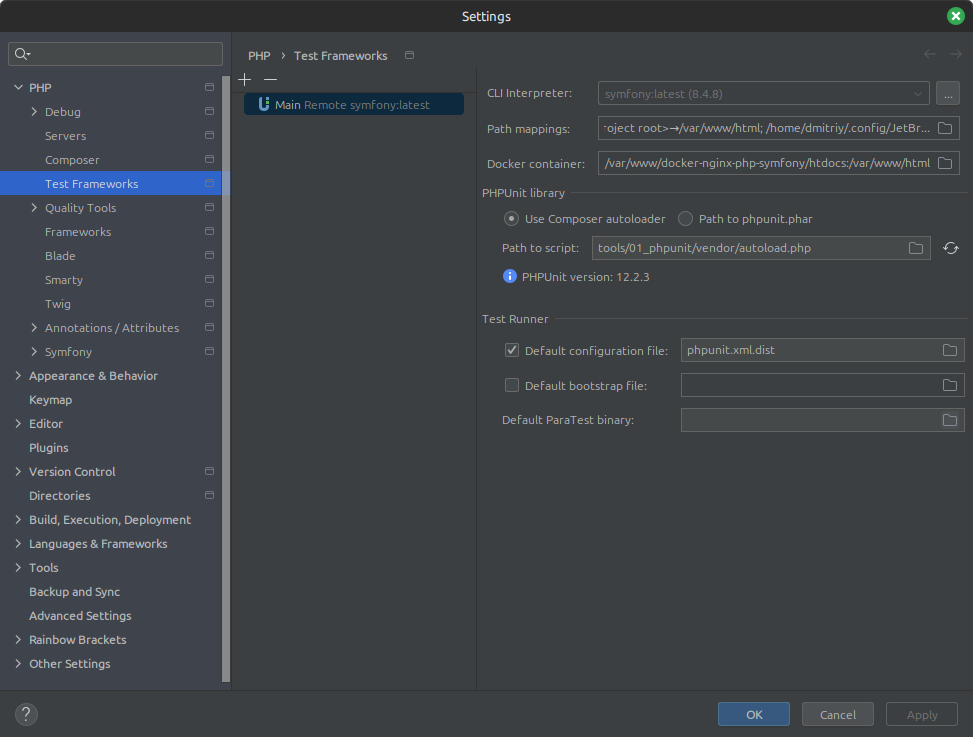 Settings
PHP
Debug
Servers
Composer
Test Frameworks
Quality Tools
Frameworks
Blade
Smarty
Twig
Annotations / Attributes
Symfony
Appearance & Behavior
Keymap
Editor
Plugins
Version Control
Directories
Build, Execution, Deployment
Languages & Frameworks
Tools
Backup and Sync
Advanced Settings
Rainbow Brackets
Other Settings
PHP › Test Frameworks
Main Remote symfony:latest
CLI Interpreter: symfony:latest (8.4.8) ...
Path mappings: roject root>→/var/www/html; /home/dmitriy/.config/JetBr...
Docker container: /var/www/docker-nginx-php-symfony/htdocs:/var/www/html
PHPUnit library
Use Composer autoloader Path to phpunit.phar
Path to script: tools/01_phpunit/vendor/autoload.php
PHPUnit version: 12.2.3
Test Runner
Default configuration file: phpunit.xml.dist
Default bootstrap file:
Default ParaTest binary:
? OK Cancel Apply